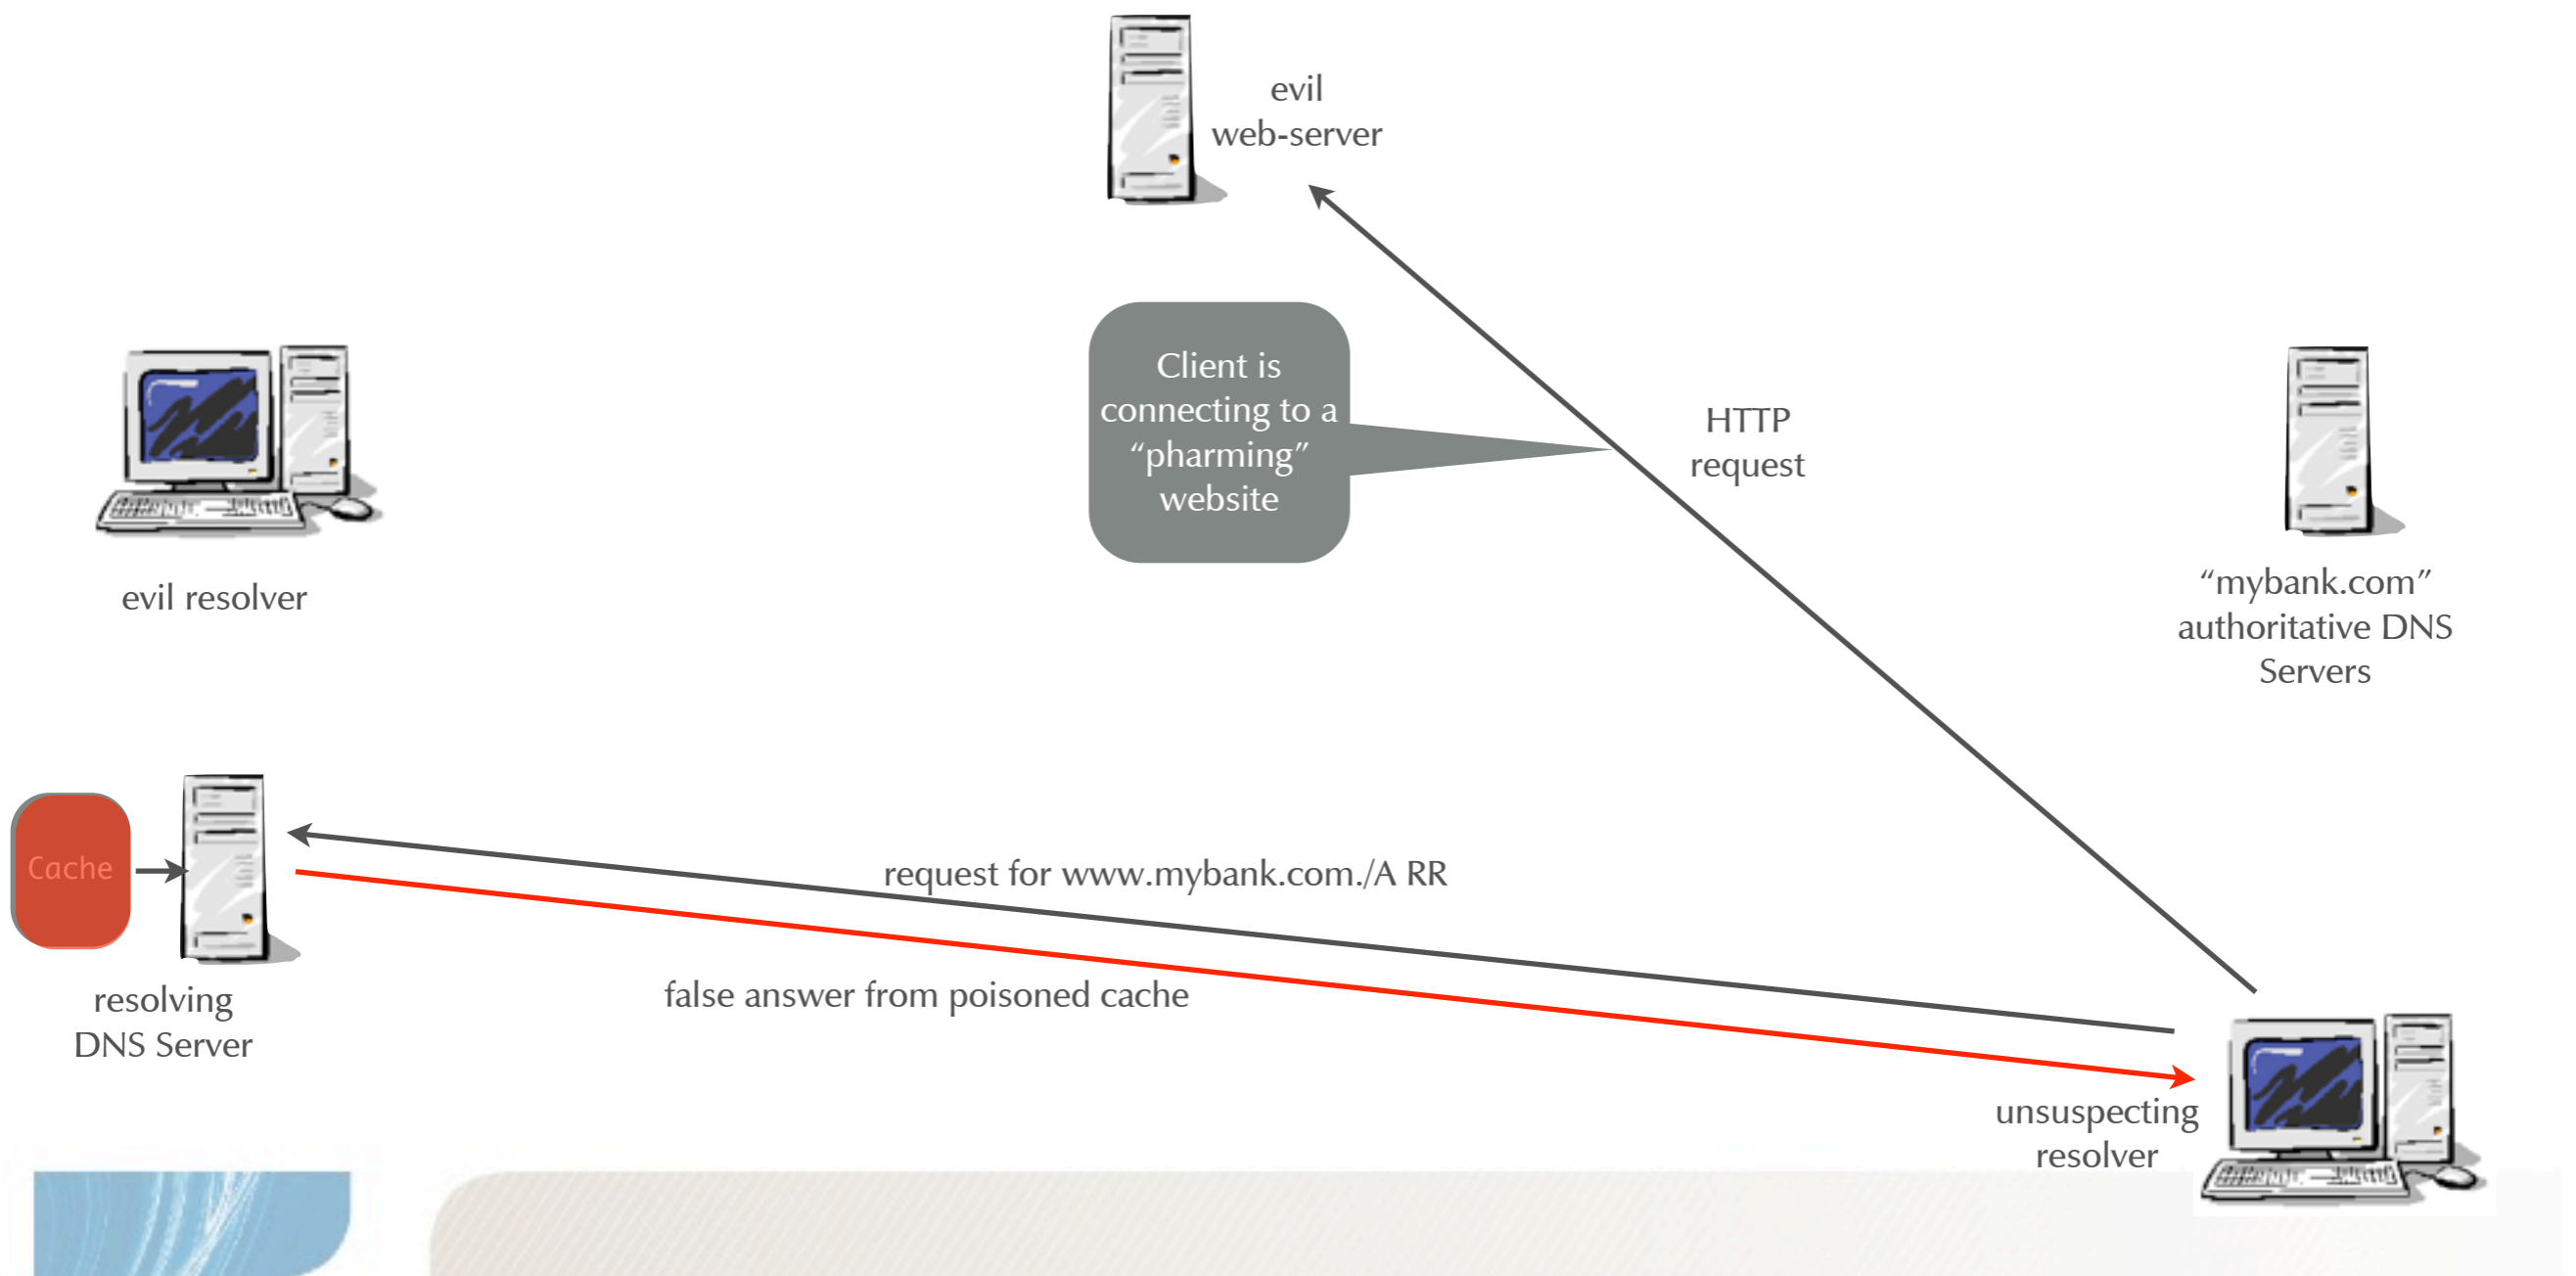 evil
web-server
Client is
connecting to a
“pharming”
website
HTTP
request
evil resolver
“mybank.com”
authoritative DNS
Servers
Cache
request for www.mybank.com./A RR
false answer from poisoned cache
resolving
DNS Server
unsuspecting
resolver